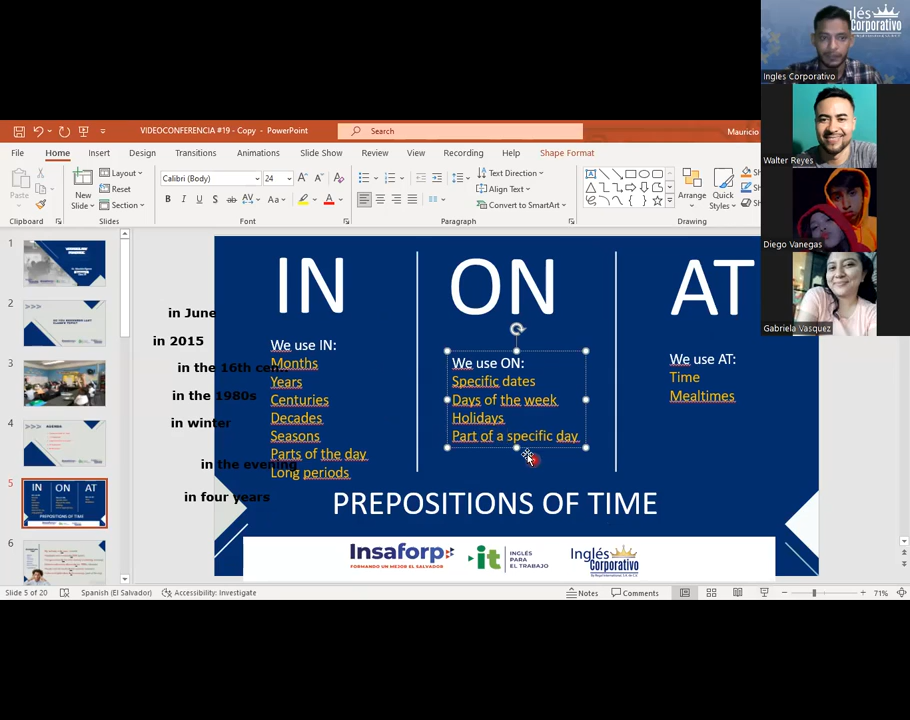 VIDEOCONFERENCIA #19 - Copy - PowerPoint
Search
Mauricio
File Home Insert Design Transitions Animations Slide Show Review View Recording Help Shape Format
Paste
Clipboard
New
Slide
Layout
Reset
Section
Slides
Calibri (Body) 24
Font
Text Direction
Align Text
Convert to SmartArt
Paragraph
Arrange
Quick
Styles
Drawing
1
2
3
4
5
6
IN
We use IN:
Months
Years
Centuries
Decades
Seasons
Parts of the day
Long periods
in June
in 2015
in the 16th cen...
in the 1980s
in winter
in the evening
in four years
ON
We use ON:
Specific dates
Days of the week
Holidays
Part of a specific day
AT
We use AT:
Time
Mealtimes
PREPOSITIONS OF TIME
Insaforp
FORMANDO UN MEJOR EL SALVADOR
it
INGLÉS
PARA
EL TRABAJO
Inglés
Corporativo
Slide 5 of 20
Spanish (El Salvador)
Accessibility: Investigate
Notes
Comments
71%
glés
Corporativo
Ingles Corporativo
Walter Reyes
Diego Vanegas
Gabriela Vasquez